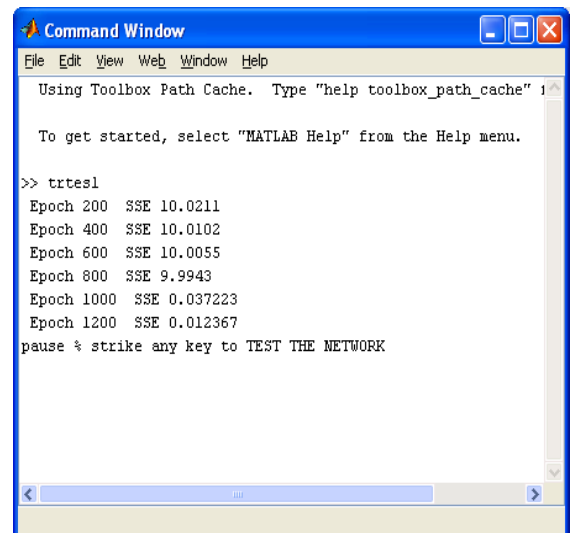 Command Window
File Edit View Web Window Help
Using Toolbox Path Cache. Type "help toolbox_path_cache"
To get started, select "MATLAB Help" from the Help menu.
>> trtesl
Epoch 200 SSE 10.0211
Epoch 400 SSE 10.0102
Epoch 600 SSE 10.0055
Epoch 800 SSE 9.9943
Epoch 1000 SSE 0.037223
Epoch 1200 SSE 0.012367
pause % strike any key to TEST THE NETWORK